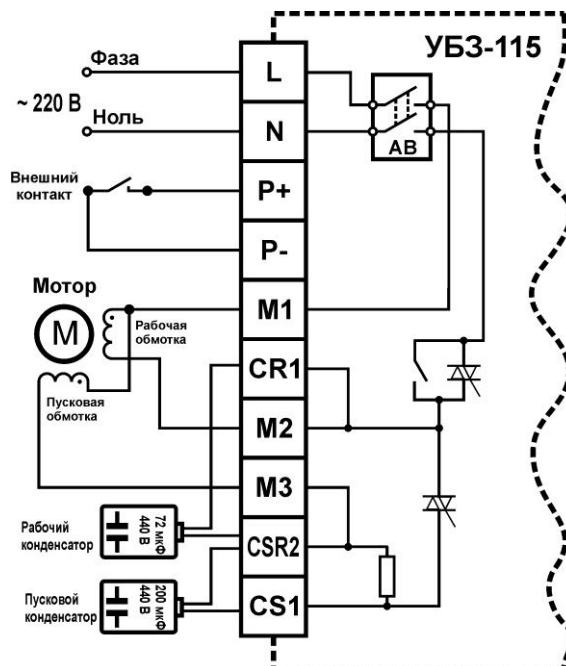 УБЗ-115
Фаза
~ 220 В
Ноль
Внешний
контакт
Мотор
М
Рабочая
обмотка
Пусковая
обмотка
Рабочий
конденсатор
72 мкФ
440 В
Пусковой
конденсатор
200 мкФ
440 В
L
N
P+
P-
M1
CR1
M2
M3
CSR2
CS1
АВ